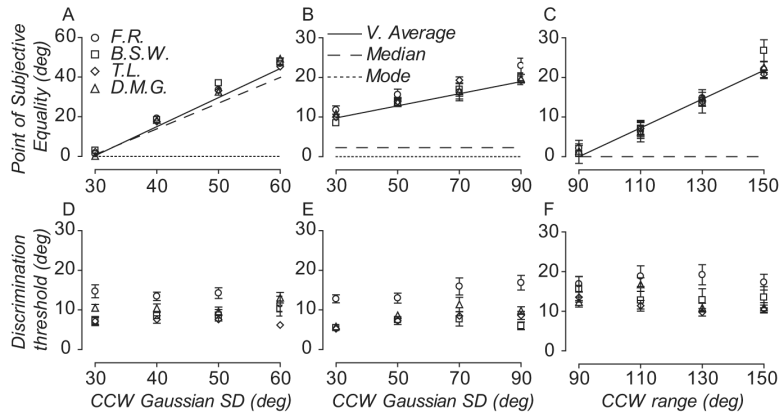 A
B
C
Point of Subjective
Equality (deg)
60
40
20
0
30
40
50
60
F.R.
B.S.W.
T.L.
D.M.G.
30
20
10
0
30
50
70
90
V. Average
Median
Mode
30
20
10
0
90
110
130
150
D
E
F
Discrimination
threshold (deg)
30
20
10
0
30
40
50
60
CCW Gaussian SD (deg)
30
20
10
0
30
50
70
90
CCW Gaussian SD (deg)
30
20
10
0
90
110
130
150
CCW range (deg)